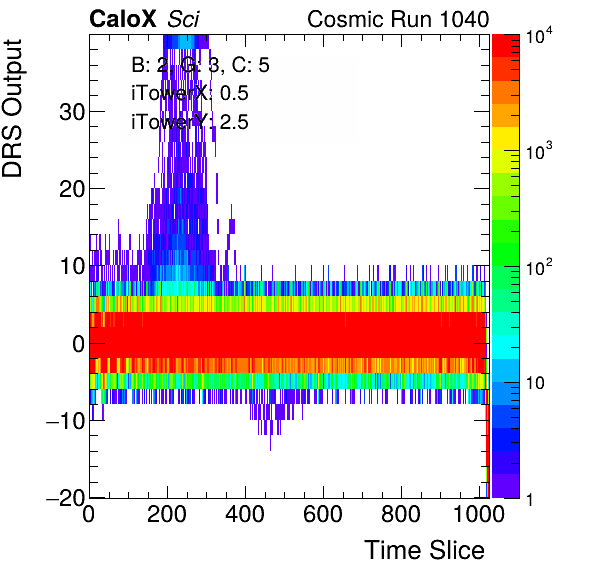 CaloX Sci
Cosmic Run 1040
DRS Output
B: 2, G: 3, C: 5
iTowerX: 0.5
iTowerY: 2.5
30
20
10
0
−10
−20
0 200 400 600 800 1000
Time Slice
10⁴
10³
10²
10
1